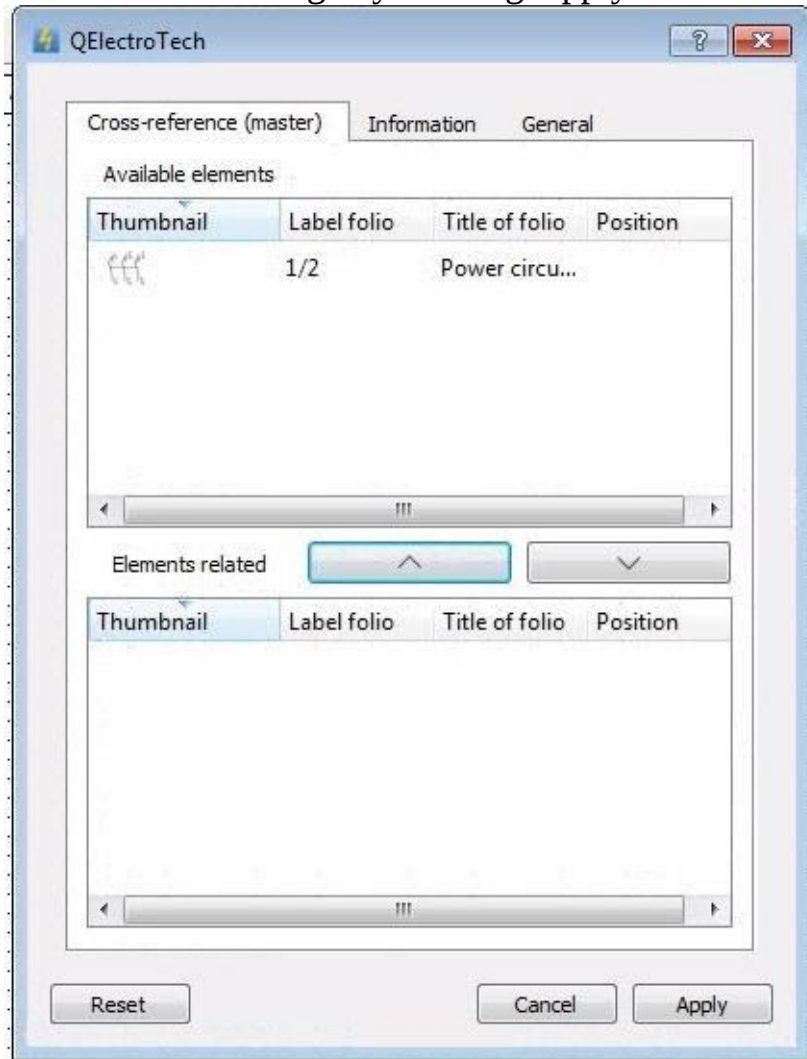 QElectroTech
Cross-reference (master) Information General
Available elements
Thumbnail Label folio Title of folio Position
1/2 Power circu...
Elements related
Thumbnail Label folio Title of folio Position
Reset Cancel Apply